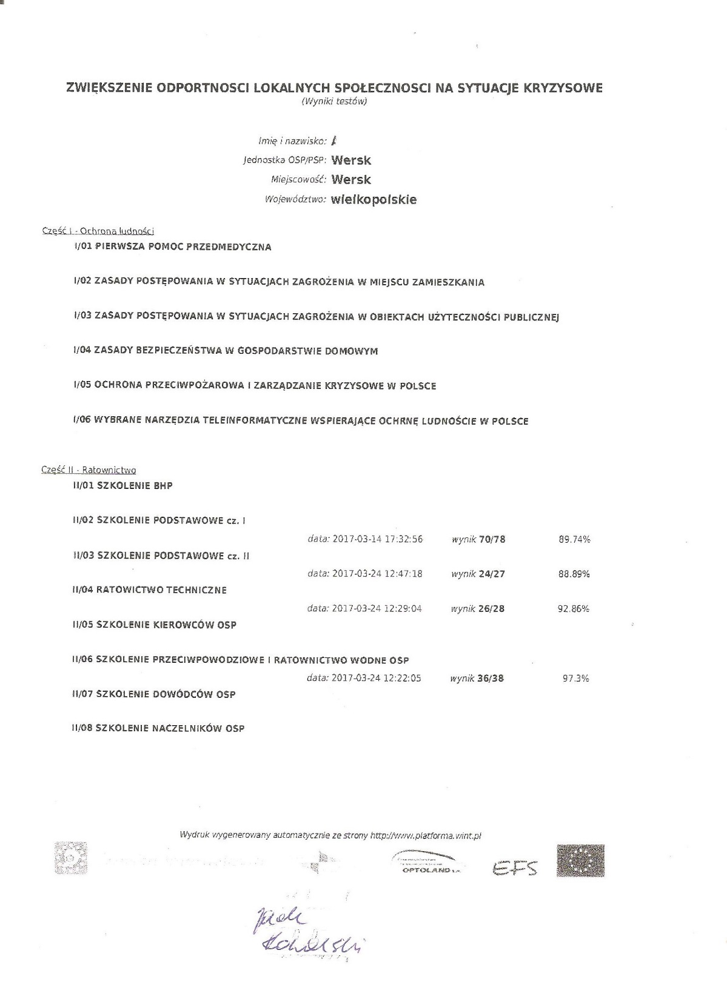 ZWIĘKSZENIE ODPORTNOSCI LOKALNYCH SPOŁECZNOSCI NA SYTUACJE KRYZYSOWE
(Wyniki testów)
Imię i nazwisko:
Jednostka OSP/PSP: Wersk
Miejscowość: Wersk
Województwo: wielkopolskie
Część I - Ochrona ludności
I/01 PIERWSZA POMOC PRZEDMEDYCZNA
I/02 ZASADY POSTĘPOWANIA W SYTUACJACH ZAGROŻENIA W MIEJSCU ZAMIESZKANIA
I/03 ZASADY POSTĘPOWANIA W SYTUACJACH ZAGROŻENIA W OBIEKTACH UŻYTECZNOŚCI PUBLICZNEJ
I/04 ZASADY BEZPIECZEŃSTWA W GOSPODARSTWIE DOMOWYM
I/05 OCHRONA PRZECIWPOŻAROWA I ZARZĄDZANIE KRYZYSOWE W POLSCE
I/06 WYBRANE NARZĘDZIA TELEINFORMATYCZNE WSPIERAJĄCE OCHRNĘ LUDNOŚCIE W POLSCE
Część II - Ratownictwo
II/01 SZKOLENIE BHP
II/02 SZKOLENIE PODSTAWOWE cz. I
data: 2017-03-14 17:32:56 wynik 70/78 89.74%
II/03 SZKOLENIE PODSTAWOWE cz. II
data: 2017-03-24 12:47:18 wynik 24/27 88.89%
II/04 RATOWICTWO TECHNICZNE
data: 2017-03-24 12:29:04 wynik 26/28 92.86%
II/05 SZKOLENIE KIEROWCÓW OSP
II/06 SZKOLENIE PRZECIWPOWODZIOWE I RATOWNICTWO WODNE OSP
data: 2017-03-24 12:22:05 wynik 36/38 97.3%
II/07 SZKOLENIE DOWÓDCÓW OSP
II/08 SZKOLENIE NACZELNIKÓW OSP
Wydruk wygenerowany automatycznie ze strony http://www.platforma.wint.pl
OPTOLAND S.A.
EFS